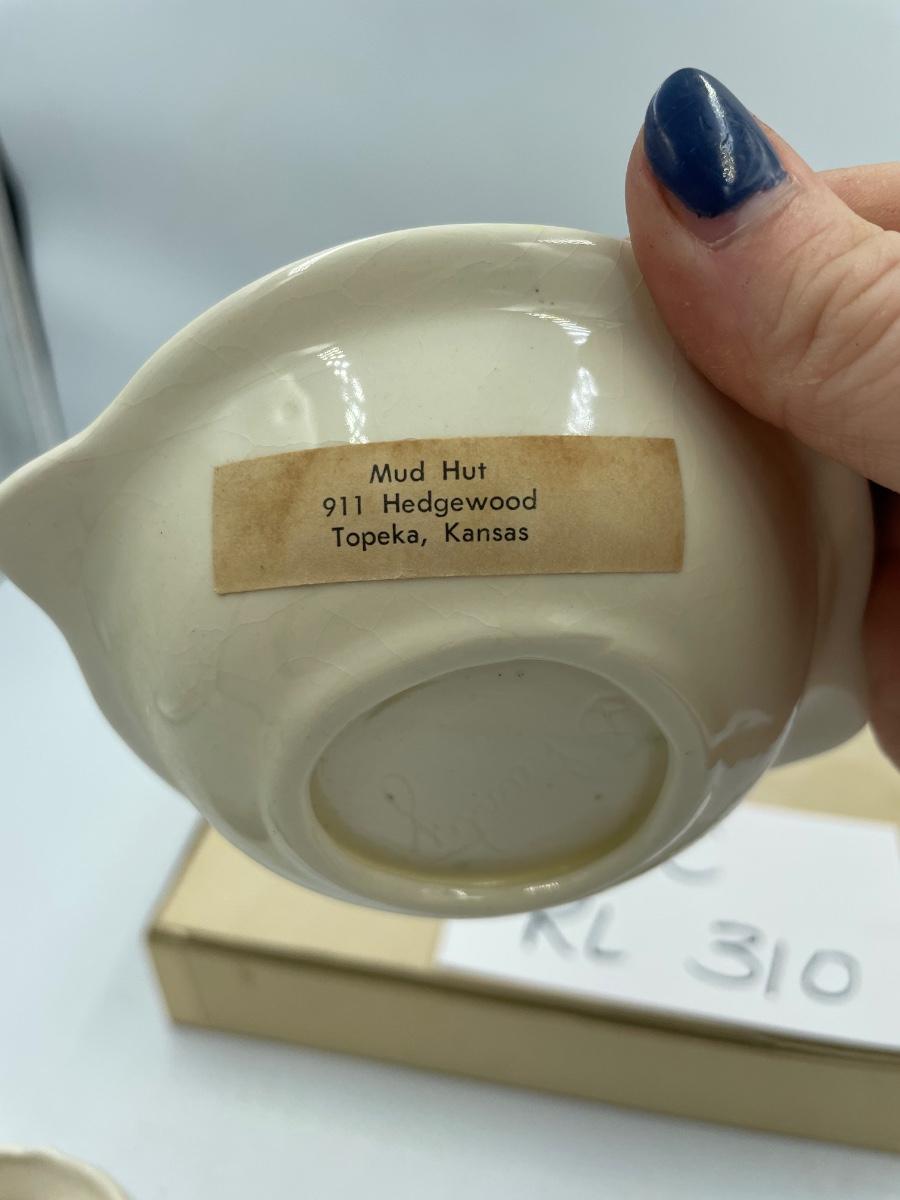 Mud Hut
911 Hedgewood
Topeka, Kansas
RL 310